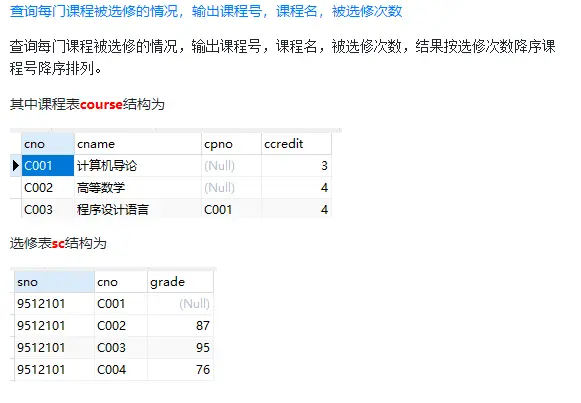 查询每门课程被选修的情况，输出课程号，课程名，被选修次数
查询每门课程被选修的情况，输出课程号，课程名，被选修次数，结果按选修次数降序课
程号降序排列。
其中课程表course结构为
cno cname cpno ccredit
C001 计算机导论 (Null) 3
C002 高等数学 (Null) 4
C003 程序设计语言 C001 4
选修表sc结构为
sno cno grade
9512101 C001 (Null)
9512101 C002 87
9512101 C003 95
9512101 C004 76